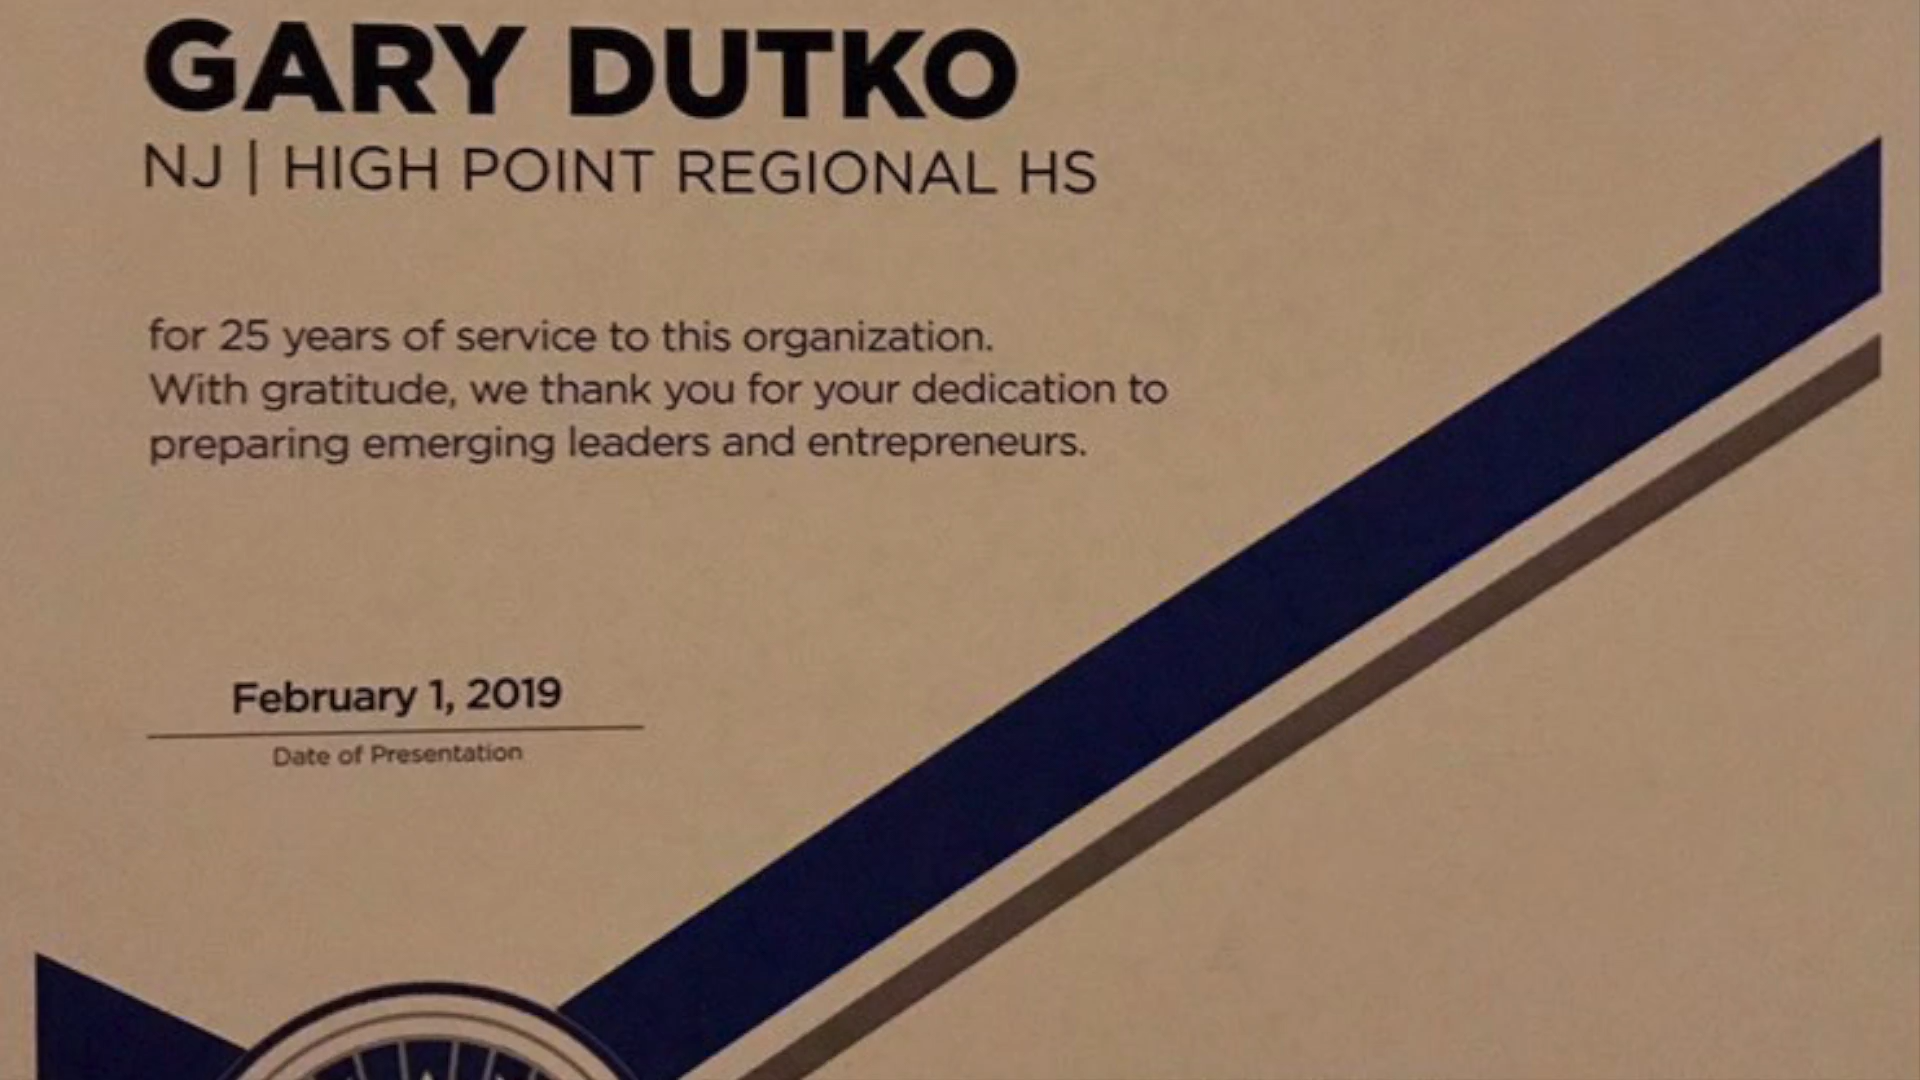 GARY DUTKO
NJ | HIGH POINT REGIONAL HS
for 25 years of service to this organization.
With gratitude, we thank you for your dedication to
preparing emerging leaders and entrepreneurs.
February 1, 2019
Date of Presentation